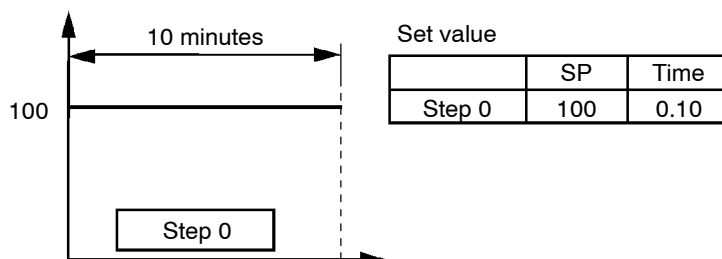 10 minutes
100
Step 0
Set value
SP Time
Step 0 100 0.10